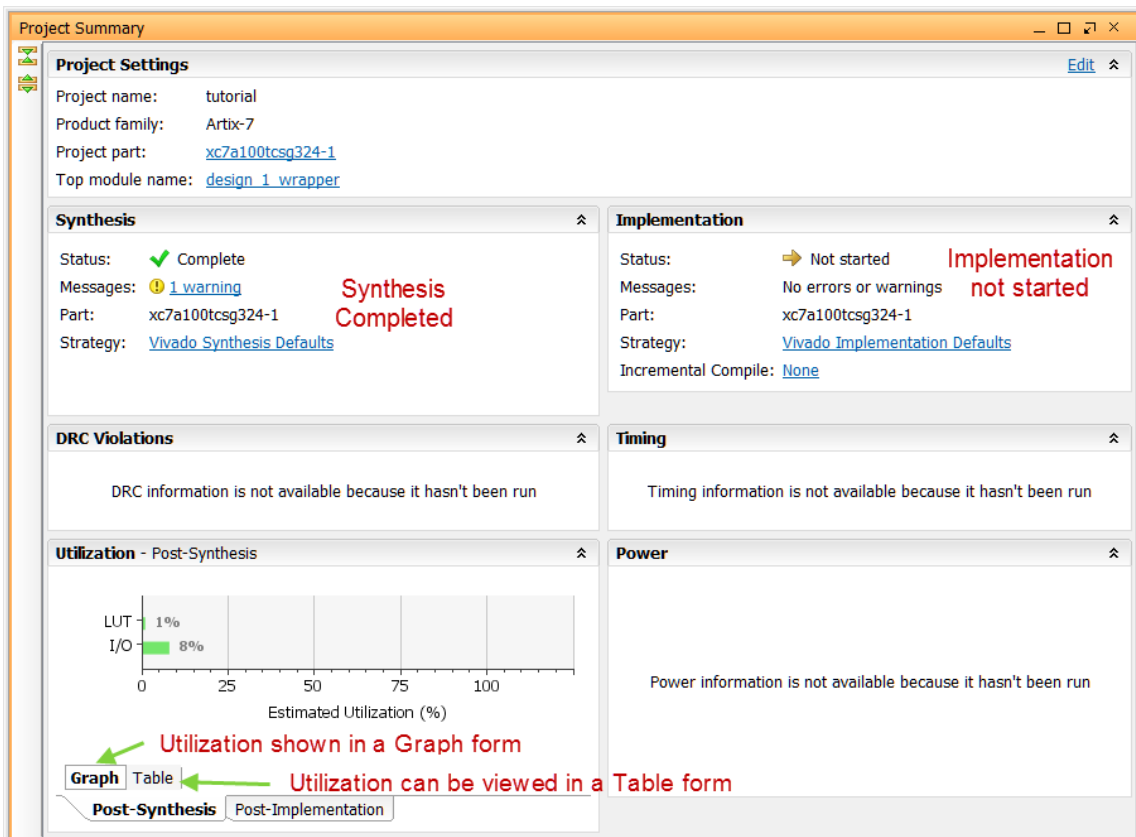 Project Summary
Project Settings
Edit
Project name: tutorial
Product family: Artix-7
Project part: xc7a100tcsg324-1
Top module name: design_1_wrapper
Synthesis
Status: Complete
Messages: 1 warning
Part: xc7a100tcsg324-1
Strategy: Vivado Synthesis Defaults
Synthesis
Completed
Implementation
Status: Not started
Messages: No errors or warnings
Part: xc7a100tcsg324-1
Strategy: Vivado Implementation Defaults
Incremental Compile: None
Implementation
not started
DRC Violations
DRC information is not available because it hasn't been run
Timing
Timing information is not available because it hasn't been run
Utilization - Post-Synthesis
LUT 1%
I/O 8%
0 25 50 75 100
Estimated Utilization (%)
Utilization shown in a Graph form
Graph Table
Utilization can be viewed in a Table form
Post-Synthesis Post-Implementation
Power
Power information is not available because it hasn't been run